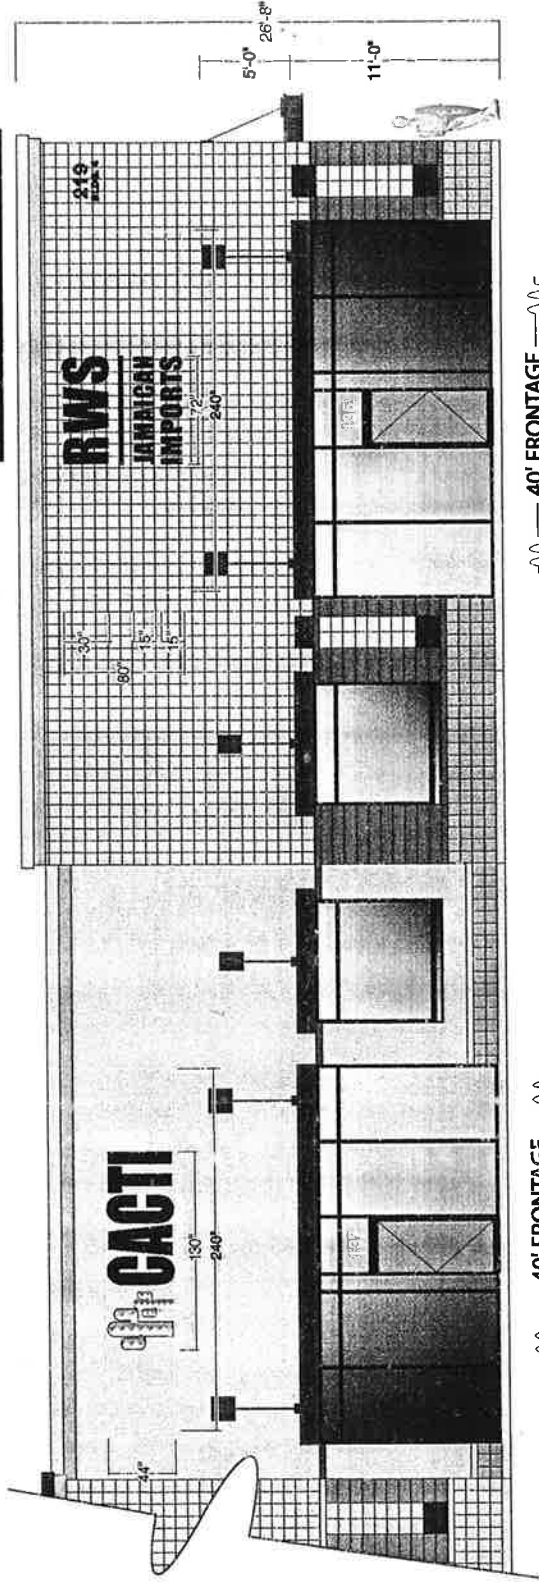 CACTI
44"
130"
240"
40' FRONTAGE
RWS
JAMAICAN
IMPORTS
72"
240"
30"
15"
15"
80"
219
40' FRONTAGE
26'-8"
5'-0"
11'-0"